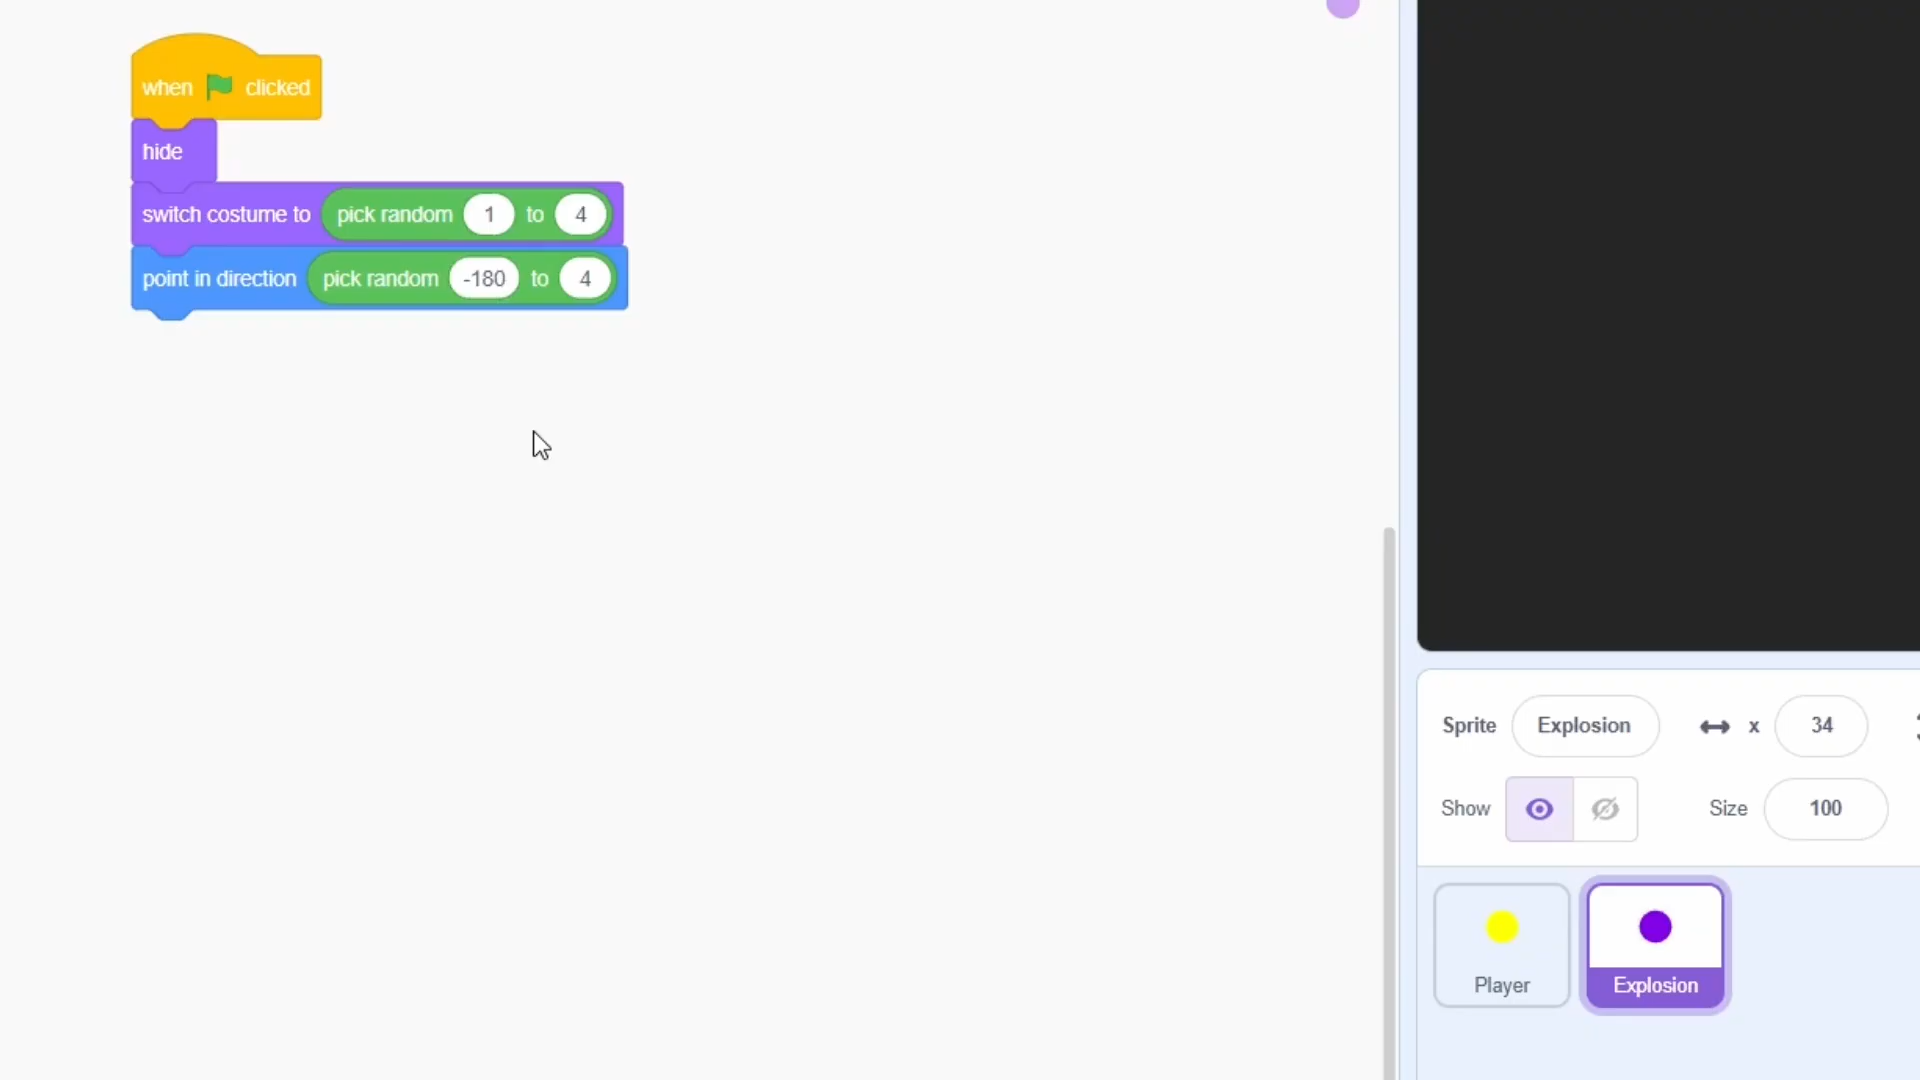 when clicked
hide
switch costume to pick random 1 to 4
point in direction pick random -180 to 4
Sprite Explosion x 34
Show Size 100
Player Explosion